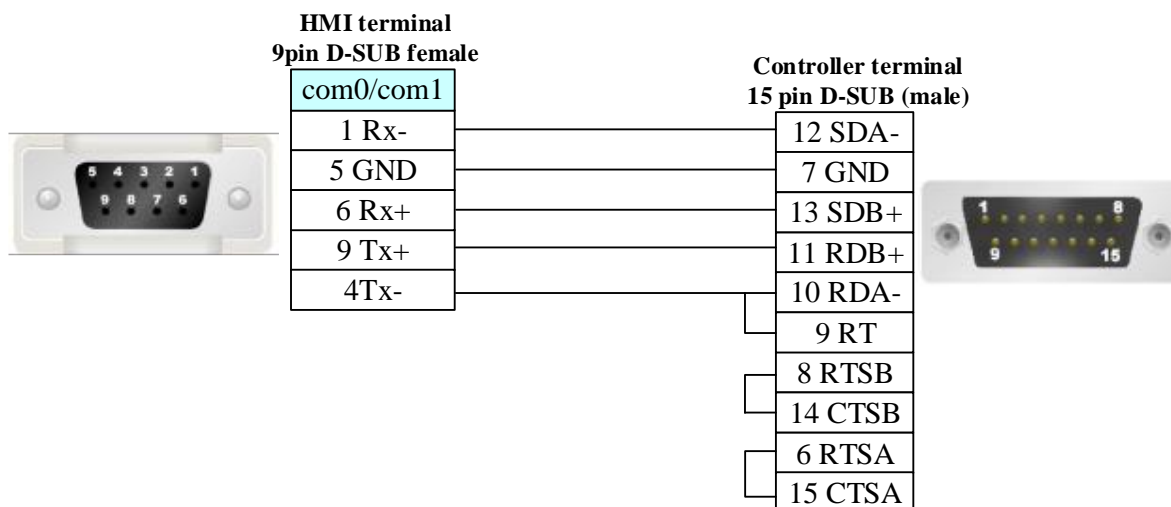 HMI terminal
9pin D-SUB female
com0/com1
1 Rx-
5 GND
6 Rx+
9 Tx+
4Tx-
5 4 3 2 1
9 8 7 6
Controller terminal
15 pin D-SUB (male)
12 SDA-
7 GND
13 SDB+
11 RDB+
10 RDA-
9 RT
8 RTSB
14 CTSB
6 RTSA
15 CTSA
1 8
9 15